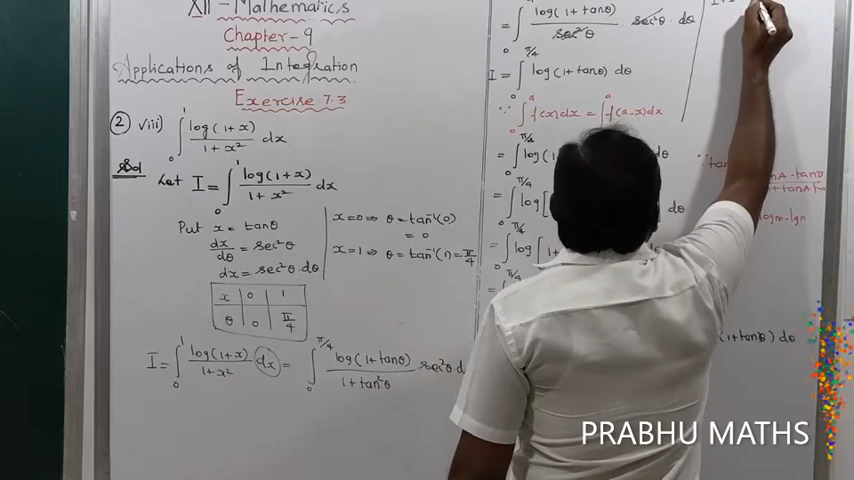 XII - Mathematics
Chapter - 9
Applications of Integration
Exercise 7.3
② viii) ∫₀¹ log(1+x)/(1+x²) dx
Sol Let I = ∫₀¹ log(1+x)/(1+x²) dx
Put x = tanθ
dx/dθ = sec²θ
dx = sec²θ·dθ
x=0 ⇒ θ = tan⁻¹(0)
= 0
x=1 ⇒ θ = tan⁻¹(1) = π/4
x 0 1
θ 0 π/4
I = ∫₀¹ log(1+x)/(1+x²) dx = ∫₀^(π/4) log(1+tanθ)/(1+tan²θ) sec²θ d
= ∫₀ log(1+tanθ)/sec²θ · sec²θ · dθ
I = ∫₀^(π/4) log(1+tanθ) dθ
∵ ∫₀^a f(x)dx = ∫₀^a f(a-x)dx
= ∫₀^(π/4) log(1 dθ
= ∫₀^(π/4) log[ dθ
= ∫₀^(π/4) log[1
(1+tanθ) dθ
PRABHU MATHS